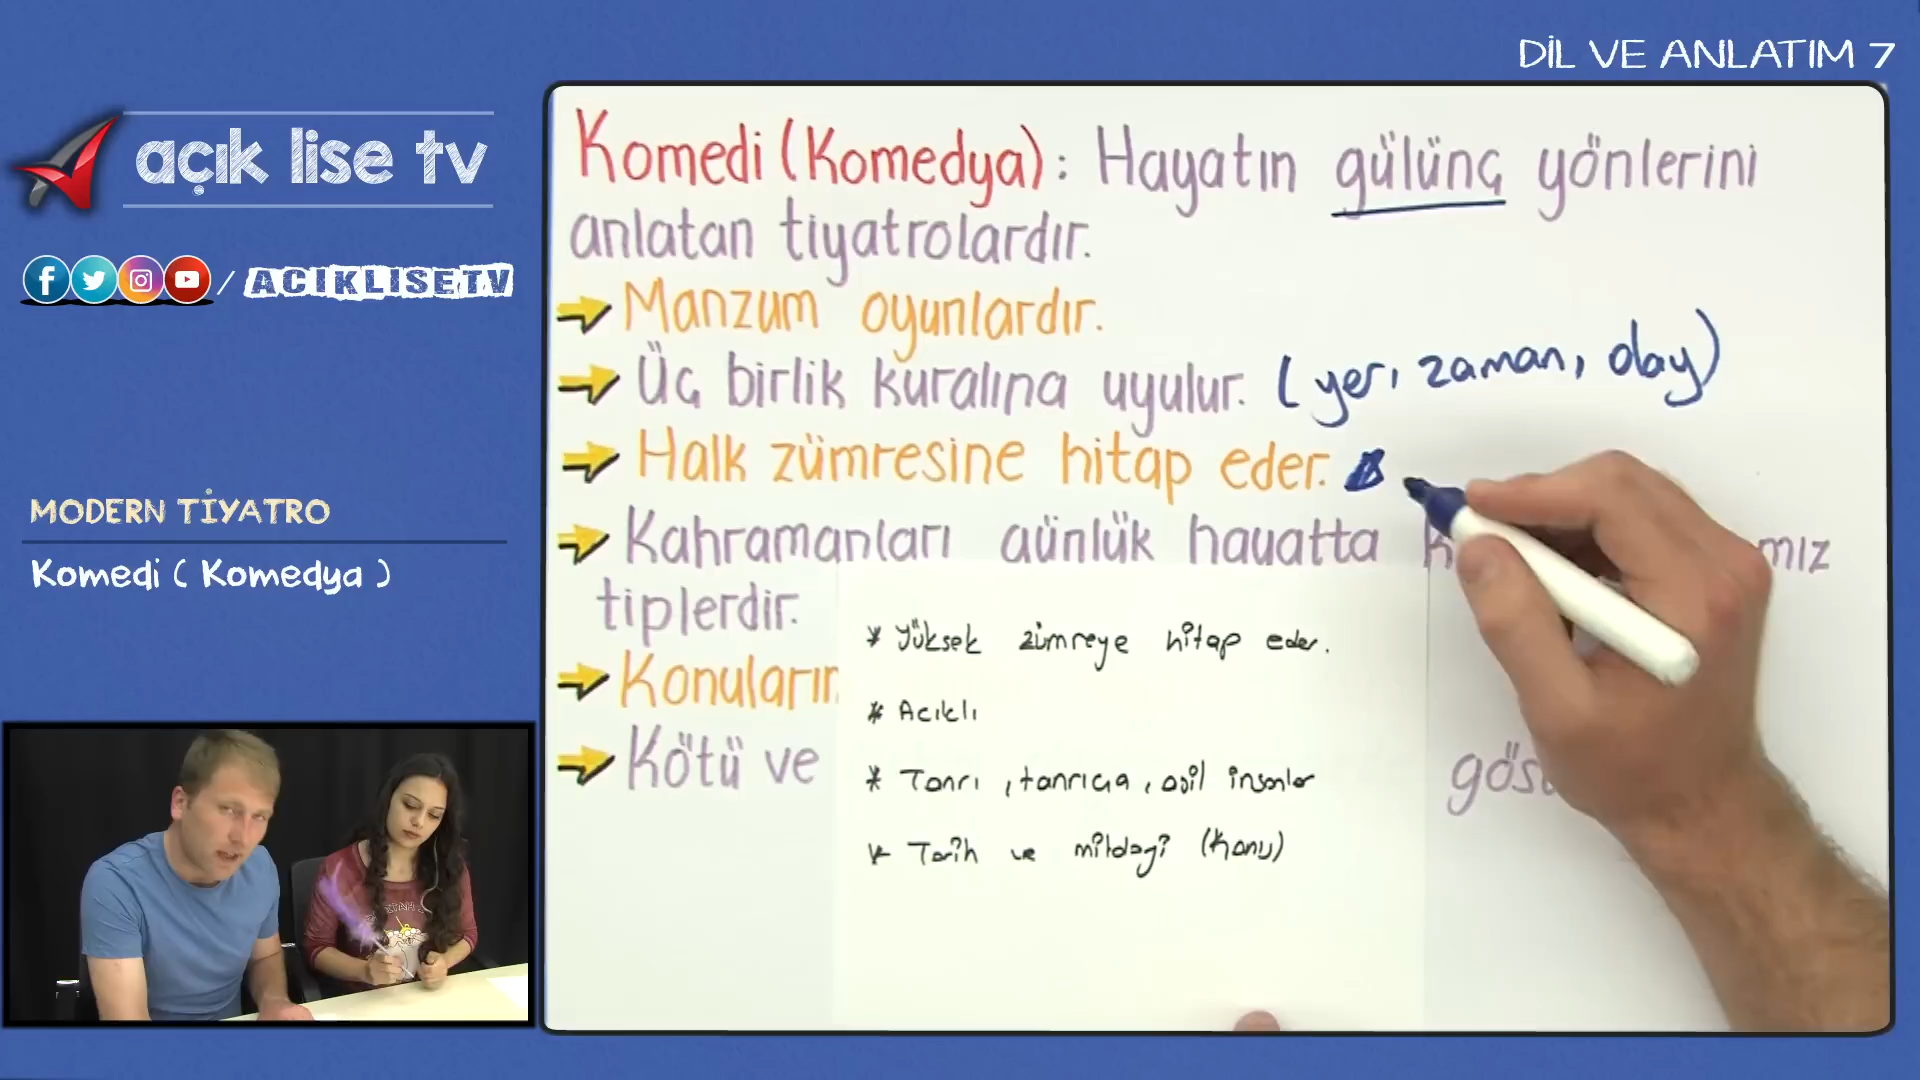 DİL VE ANLATIM 7
açık lise tv
/ ACIKLISETV
MODERN TİYATRO
Komedi ( Komedya )
Komedi (Komedya) : Hayatın gülünç yönlerini
anlatan tiyatrolardır.
Manzum oyunlardır.
Üç birlik kuralına uyulur. (yer, zaman, olay)
Halk zümresine hitap eder.
Kahramanları günlük hayatta
tiplerdir.
Kötü ve
* Yüksek zümreye hitap eder.
* Acıklı
* Tanrı, tanrıça, asil insanlar
* Tarih ve mitoloji (Konu)